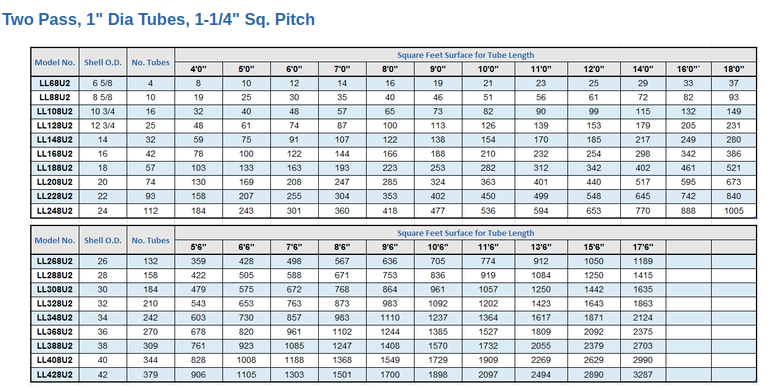 Two Pass, 1" Dia Tubes, 1-1/4" Sq. Pitch
Model No. Shell O.D. No. Tubes Square Feet Surface for Tube Length
4'0" 5'0" 6'0" 7'0" 8'0" 9'0" 10'0" 11'0" 12'0" 14'0" 16'0"` 18'0"
LL68U2 6 5/8 4 8 10 12 14 16 19 21 23 25 29 33 37
LL88U2 8 5/8 10 19 25 30 35 40 46 51 56 61 72 82 93
LL108U2 10 3/4 16 32 40 48 57 65 73 82 90 99 115 132 149
LL128U2 12 3/4 25 48 61 74 87 100 113 126 139 153 179 205 231
LL148U2 14 32 59 75 91 107 122 138 154 170 185 217 249 280
LL168U2 16 42 78 100 122 144 166 188 210 232 254 298 342 386
LL188U2 18 57 103 133 163 193 223 253 282 312 342 402 461 521
LL208U2 20 74 130 169 208 247 285 324 363 401 440 517 595 673
LL228U2 22 93 158 207 255 304 353 402 450 499 548 645 742 840
LL248U2 24 112 184 243 301 360 418 477 536 594 653 770 888 1005
Model No. Shell O.D. No. Tubes Square Feet Surface for Tube Length
5'6" 6'6" 7'6" 8'6" 9'6" 10'6" 11'6" 13'6" 15'6" 17'6"
LL268U2 26 132 359 428 498 567 636 705 774 912 1050 1189
LL288U2 28 158 422 505 588 671 753 836 919 1084 1250 1415
LL308U2 30 184 479 575 672 768 864 961 1057 1250 1442 1635
LL328U2 32 210 543 653 763 873 983 1092 1202 1423 1643 1863
LL348U2 34 242 603 730 857 983 1110 1237 1364 1617 1871 2124
LL368U2 36 270 678 820 961 1102 1244 1385 1527 1809 2092 2375
LL388U2 38 309 761 923 1085 1247 1408 1570 1732 2055 2379 2703
LL408U2 40 344 828 1008 1188 1368 1549 1729 1909 2269 2629 2990
LL428U2 42 379 906 1105 1303 1501 1700 1898 2097 2494 2890 3287